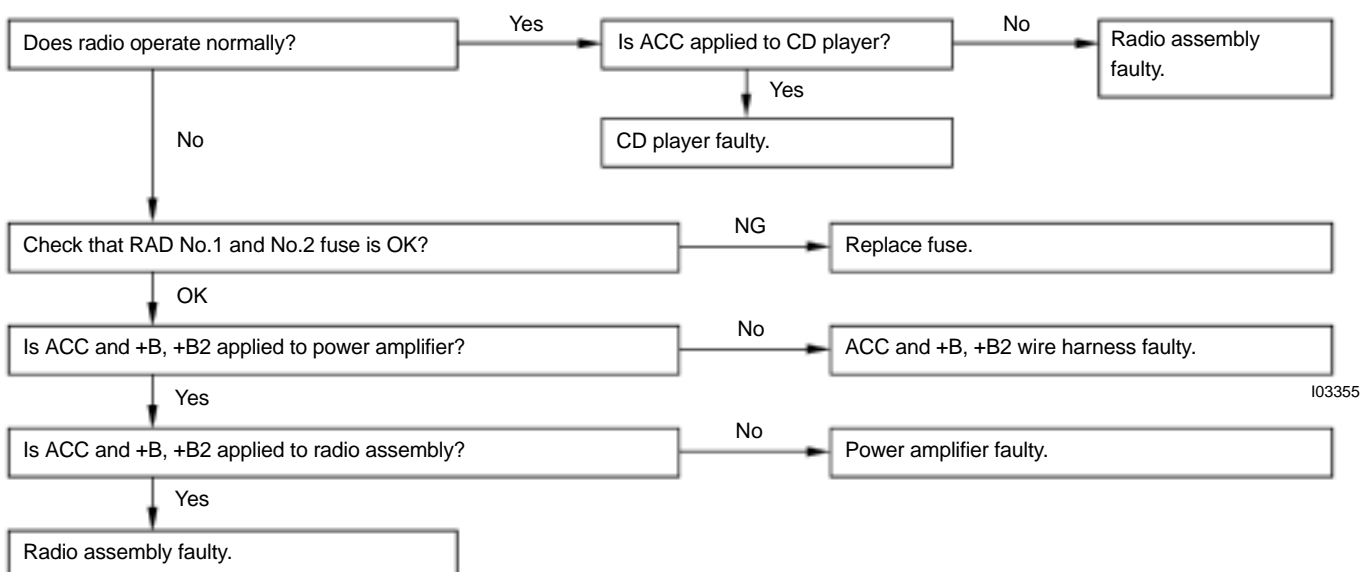 Does radio operate normally?
Yes
Is ACC applied to CD player?
No
Radio assembly
faulty.
Yes
CD player faulty.
No
Check that RAD No.1 and No.2 fuse is OK?
NG
Replace fuse.
OK
Is ACC and +B, +B2 applied to power amplifier?
No
ACC and +B, +B2 wire harness faulty.
I03355
Yes
Is ACC and +B, +B2 applied to radio assembly?
No
Power amplifier faulty.
Yes
Radio assembly faulty.